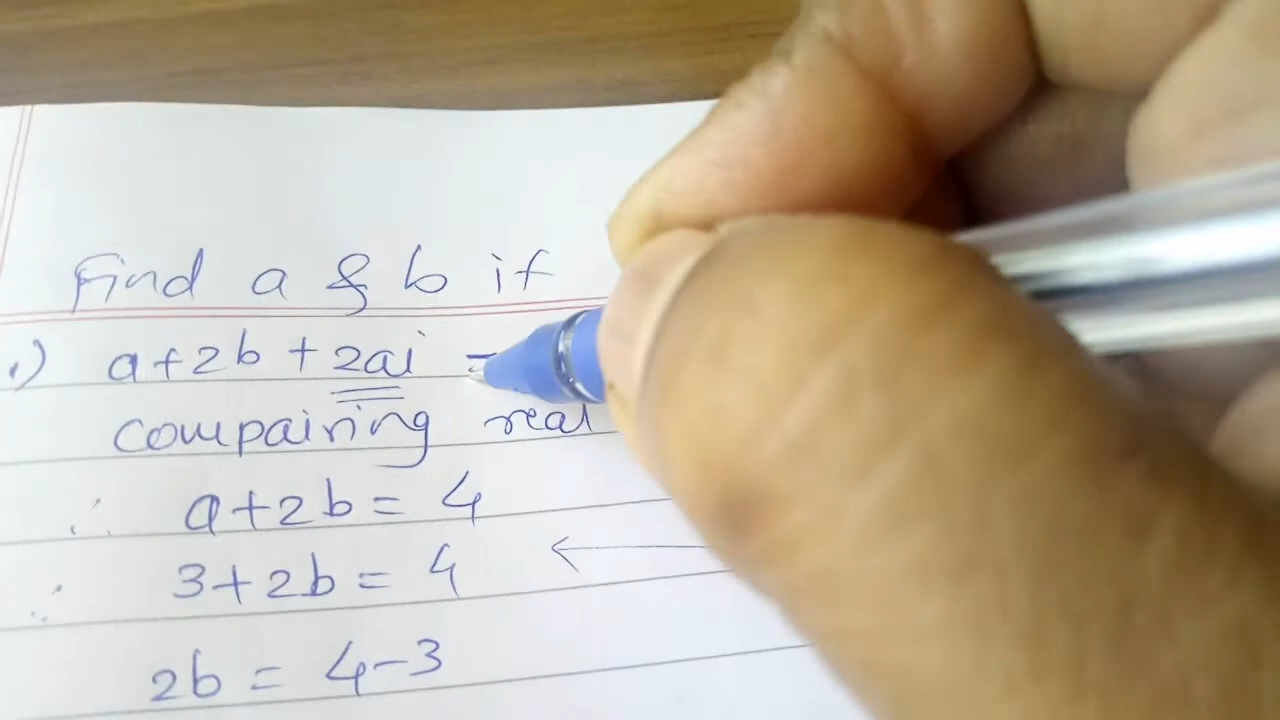 Find a & b if
1.) a+2b + 2ai =
compairing real
∴ a+2b = 4
∴ 3+2b = 4
2b = 4-3